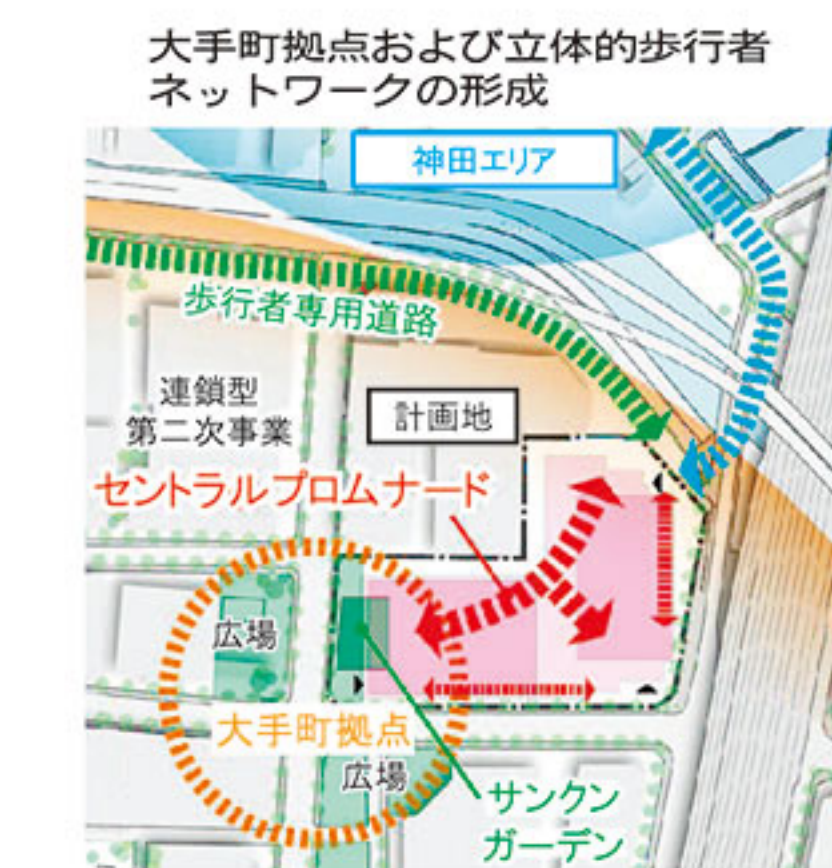 大手町拠点および立体的歩行者
ネットワークの形成
神田エリア
歩行者専用道路
連鎖型
第二次事業
計画地
セントラルプロムナード
広場
大手町拠点
広場
サンクン
ガーデン